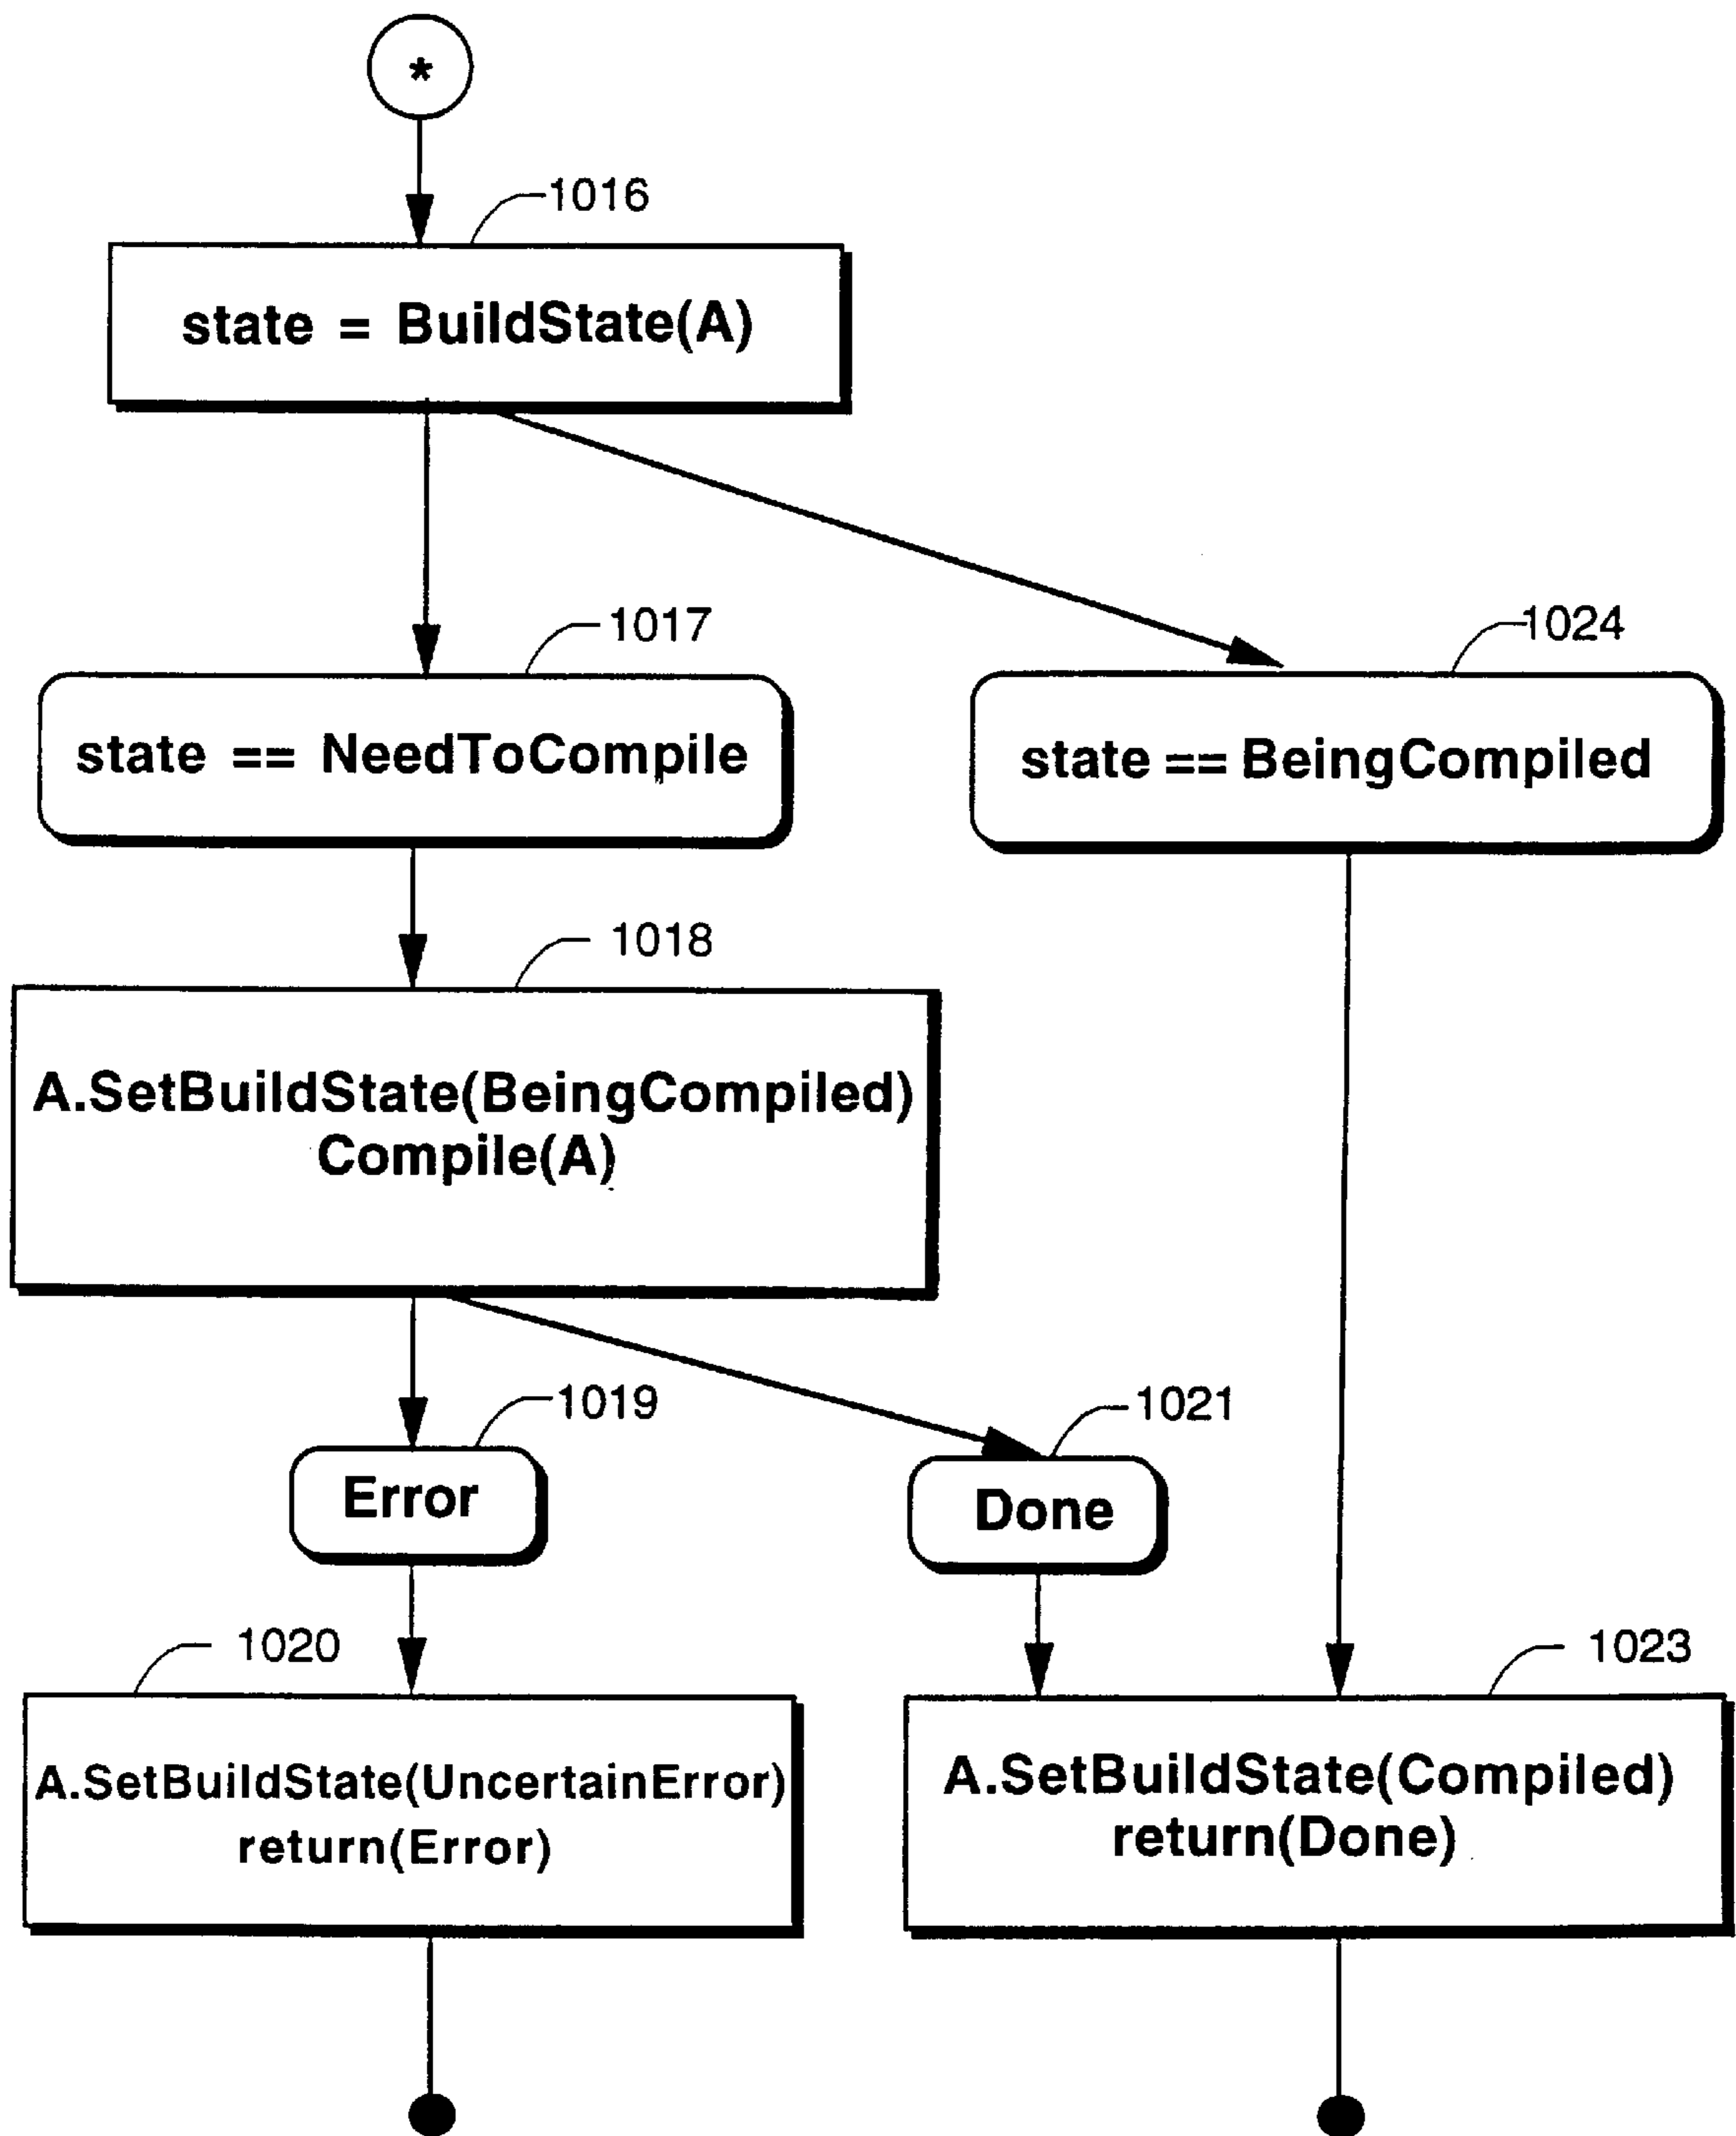 *
1016
state = BuildState(A)
1017
1024
state == NeedToCompile
state == BeingCompiled
1018
A.SetBuildState(BeingCompiled)
Compile(A)
1019
1021
Error
Done
1020
1023
A.SetBuildState(UncertainError)
return(Error)
A.SetBuildState(Compiled)
return(Done)